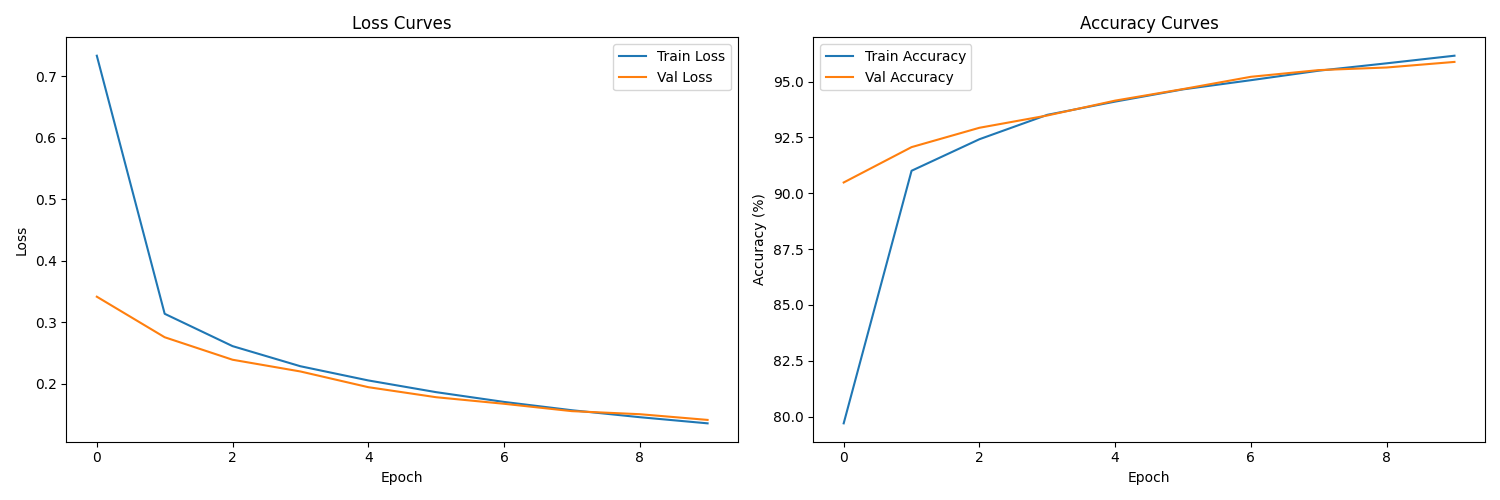 Loss Curves
Train Loss
Val Loss
0.7
0.6
0.5
0.4
0.3
0.2
Loss
0
2
4
6
8
Epoch
Accuracy Curves
Train Accuracy
Val Accuracy
95.0
92.5
90.0
87.5
85.0
82.5
80.0
Accuracy (%)
0
2
4
6
8
Epoch